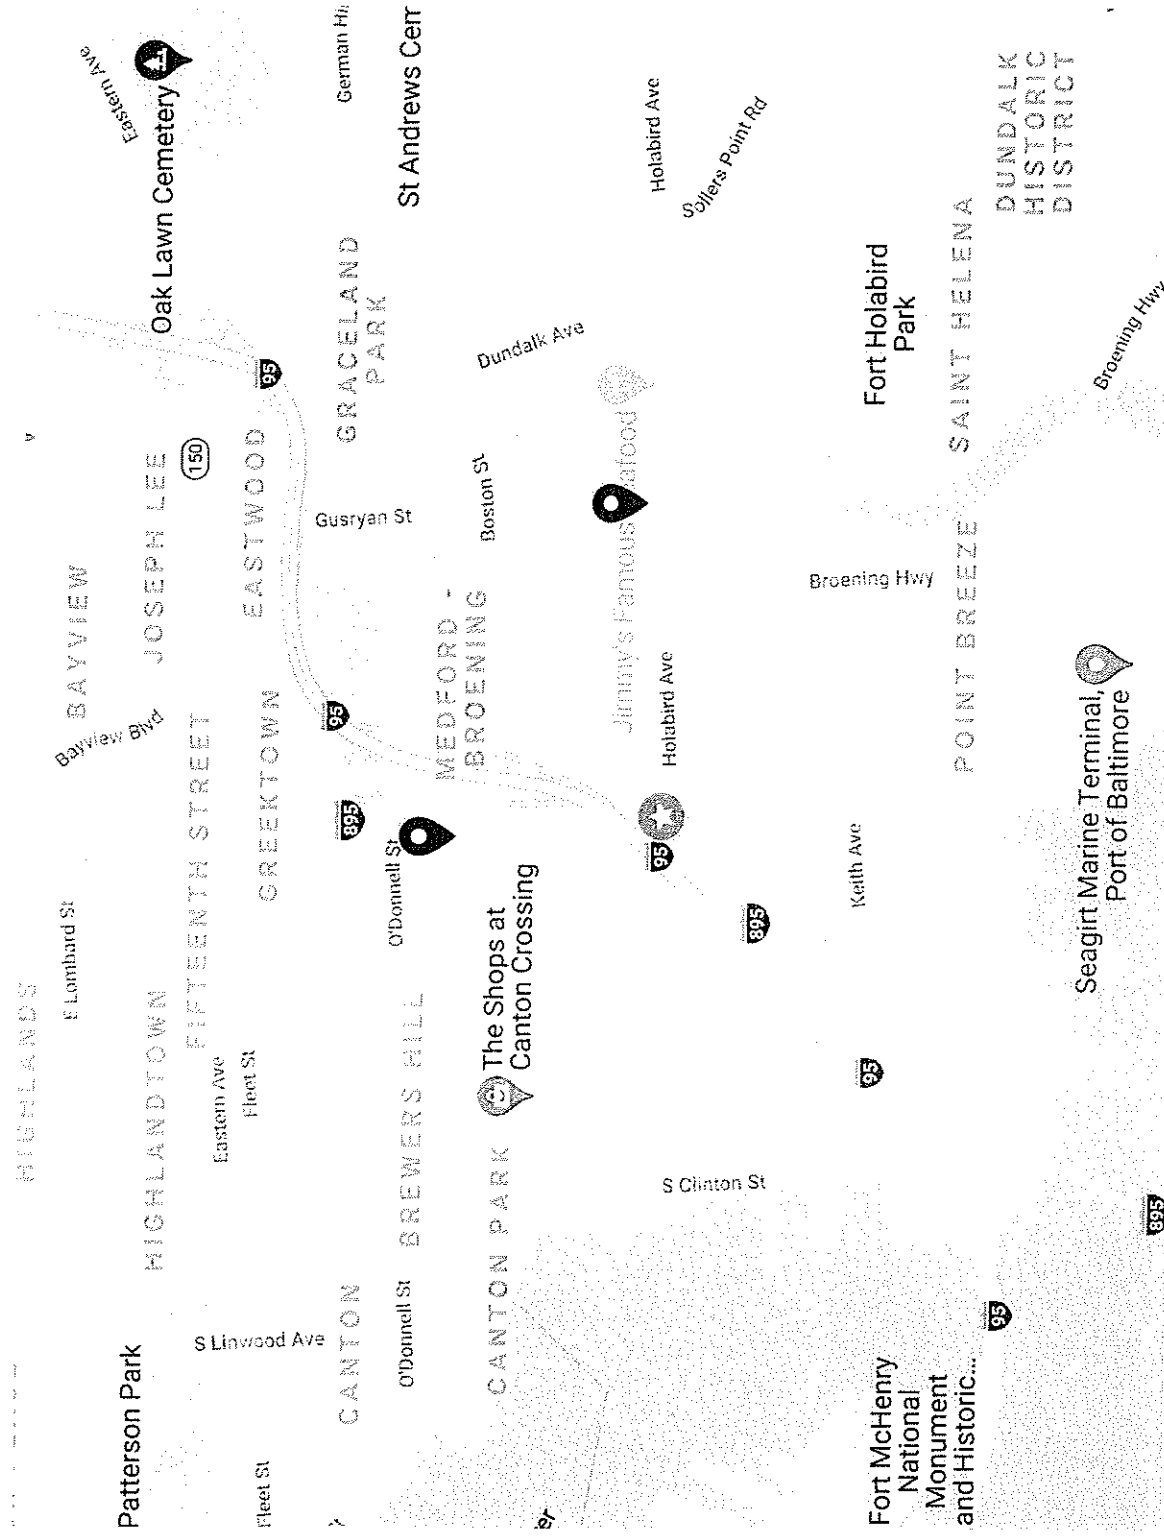 HIGHLANDS
E Lombard St
Bayview Blvd
BAYVIEW
Eastern Ave
Patterson Park
HIGHLANDTOWN
JOSEPH LEE
Oak Lawn Cemetery
FIFTEENTH STREET
150
Eastern Ave
Fleet St
S Linwood Ave
Fleet St
GREEKTOWN
EASTWOOD
95
95
895
German Hi
CANTON
GRACELAND
PARK
Gusryan St
O'Donnell St
O'Donnell St
BREWERS HILL
St Andrews Cem
MEDFORD -
BROENING
Boston St
Dundalk Ave
CANTON PARK
The Shops at
Canton Crossing
Jimmy's Famous Seafood
Holabird Ave
Holabird Ave
95
Sollers Point Rd
S Clinton St
895
Keith Ave
95
Broening Hwy
Fort Holabird
Park
Fort McHenry
National
Monument
and Historic...
95
POINT BREEZE
SAINT HELENA
DUNDALK
HISTORIC
DISTRICT
Seagirt Marine Terminal,
Port of Baltimore
Broening Hwy
895